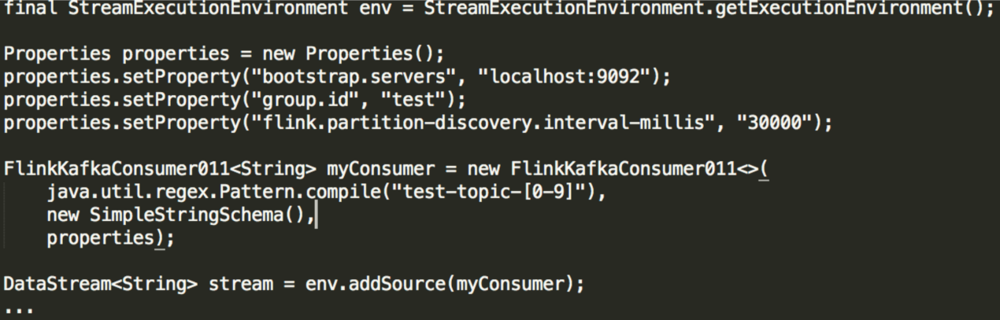 final StreamExecutionEnvironment env = StreamExecutionEnvironment.getExecutionEnvironment();
Properties properties = new Properties();
properties.setProperty("bootstrap.servers", "localhost:9092");
properties.setProperty("group.id", "test");
properties.setProperty("flink.partition-discovery.interval-millis", "30000");
FlinkKafkaConsumer011<String> myConsumer = new FlinkKafkaConsumer011<>(
    java.util.regex.Pattern.compile("test-topic-[0-9]"),
    new SimpleStringSchema(),
    properties);
DataStream<String> stream = env.addSource(myConsumer);
...